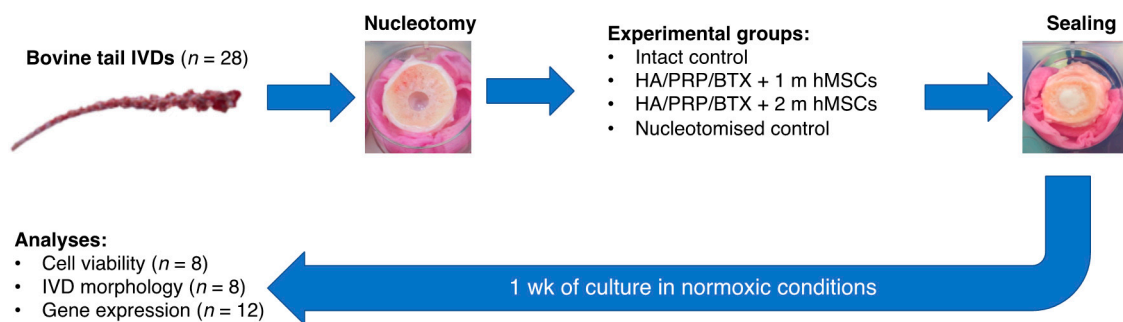 Bovine tail IVDs (n = 28)
Nucleotomy
Experimental groups:
• Intact control
• HA/PRP/BTX + 1 m hMSCs
• HA/PRP/BTX + 2 m hMSCs
• Nucleotomised control
Sealing
Analyses:
• Cell viability (n = 8)
• IVD morphology (n = 8)
• Gene expression (n = 12)
1 wk of culture in normoxic conditions